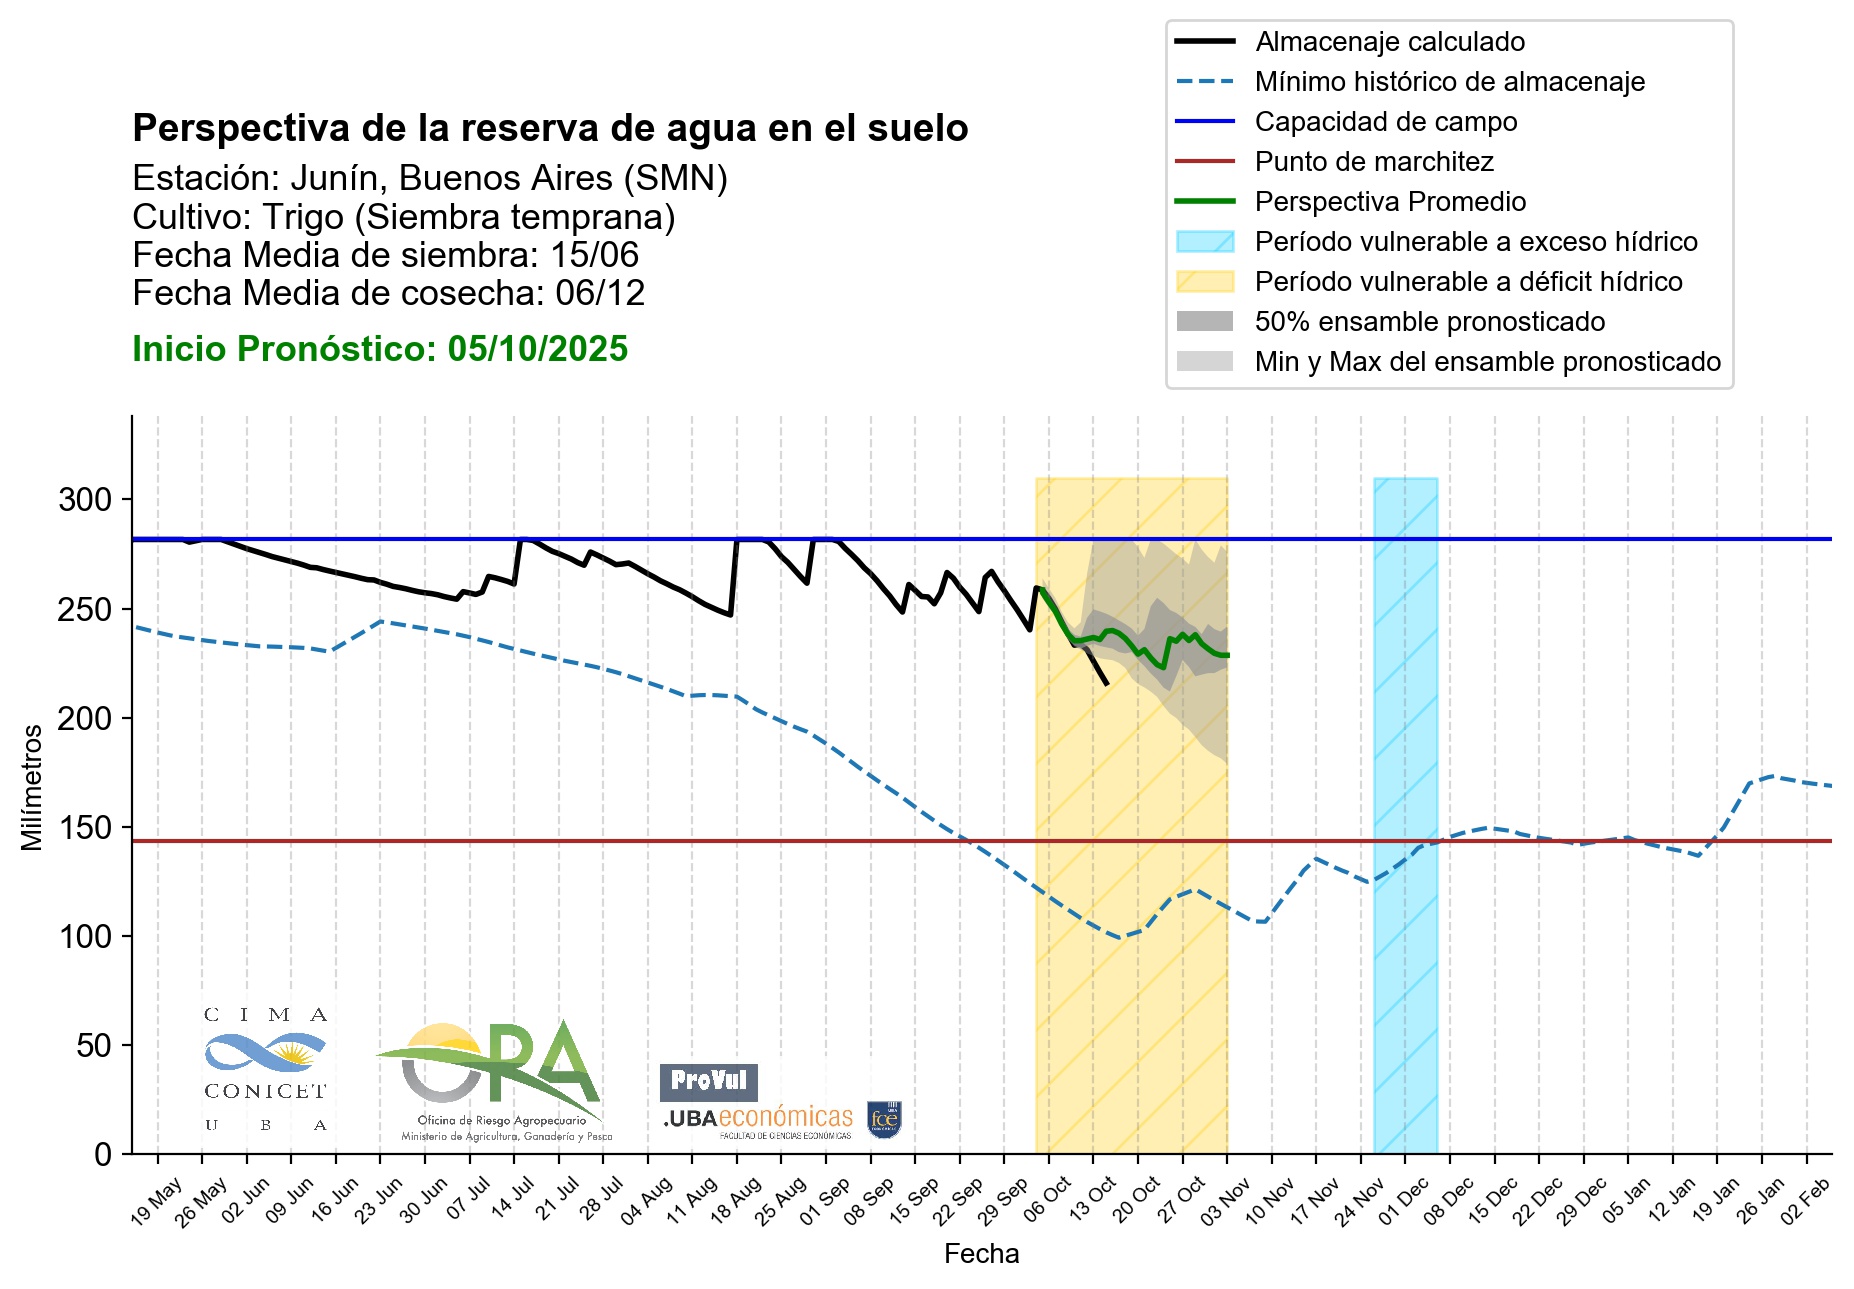 Almacenaje calculado
Mínimo histórico de almacenaje
Capacidad de campo
Punto de marchitez
Perspectiva Promedio
Período vulnerable a exceso hídrico
Período vulnerable a déficit hídrico
50% ensamble pronosticado
Min y Max del ensamble pronosticado
Perspectiva de la reserva de agua en el suelo
Estación: Junín, Buenos Aires (SMN)
Cultivo: Trigo (Siembra temprana)
Fecha Media de siembra: 15/06
Fecha Media de cosecha: 06/12
Inicio Pronóstico: 05/10/2025
Milímetros
300
250
200
150
100
50
0
CIMA
CONICET
UBA
ORA
Oficina de Riesgo Agropecuario
Ministerio de Agricultura, Ganadería y Pesca
ProVul
.UBAeconómicas
FACULTAD DE CIENCIAS ECONÓMICAS
fce
19 May 26 May 02 Jun 09 Jun 16 Jun 23 Jun 30 Jun 07 Jul 14 Jul 21 Jul 28 Jul 04 Aug 11 Aug 18 Aug 25 Aug 01 Sep 08 Sep 15 Sep 22 Sep 29 Sep 06 Oct 13 Oct 20 Oct 27 Oct 03 Nov 10 Nov 17 Nov 24 Nov 01 Dec 08 Dec 15 Dec 22 Dec 29 Dec 05 Jan 12 Jan 19 Jan 26 Jan 02 Feb
Fecha